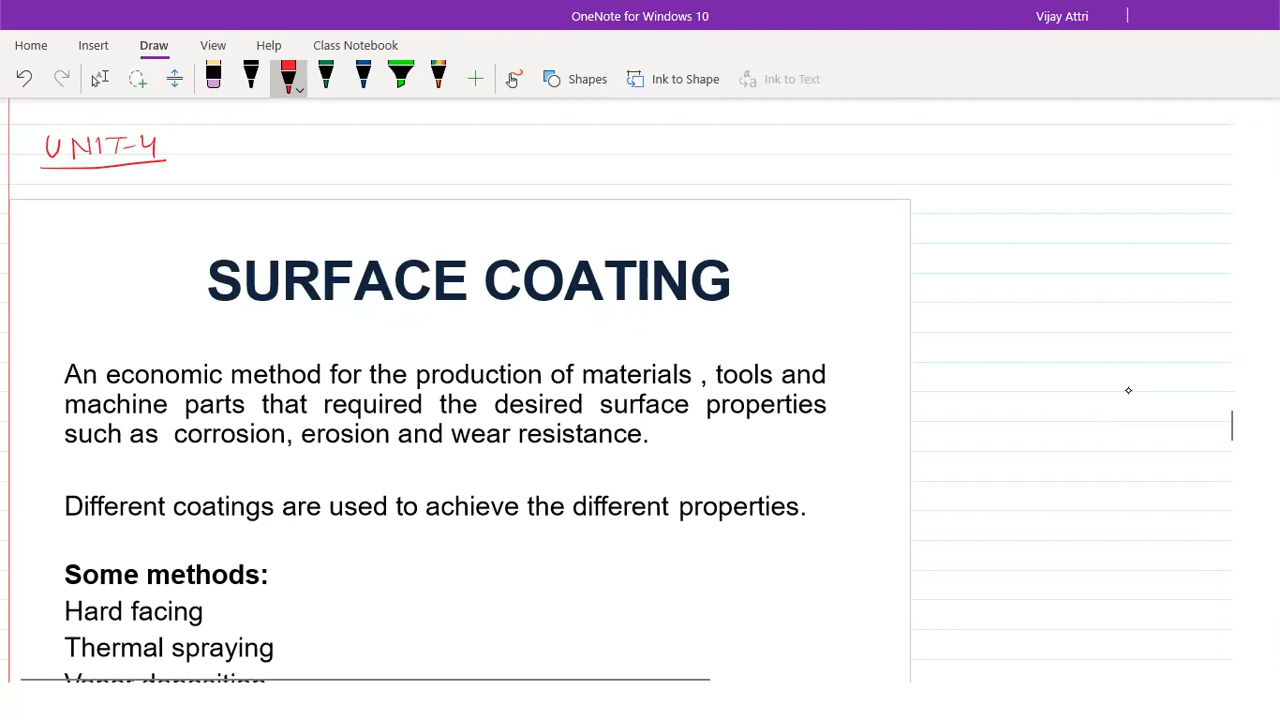 OneNote for Windows 10
Vijay Attri
Home Insert Draw View Help Class Notebook
Shapes Ink to Shape Ink to Text
UNIT-4
SURFACE COATING
An economic method for the production of materials , tools and
machine parts that required the desired surface properties
such as corrosion, erosion and wear resistance.
Different coatings are used to achieve the different properties.
Some methods:
Hard facing
Thermal spraying
Vapor deposition